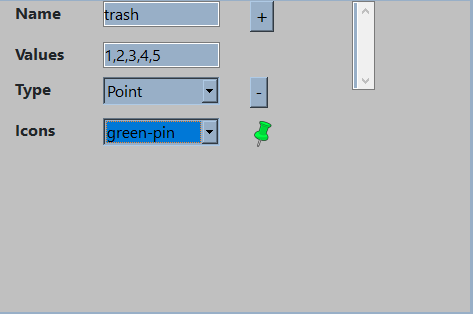 Name trash +
Values 1,2,3,4,5
Type Point -
Icons green-pin